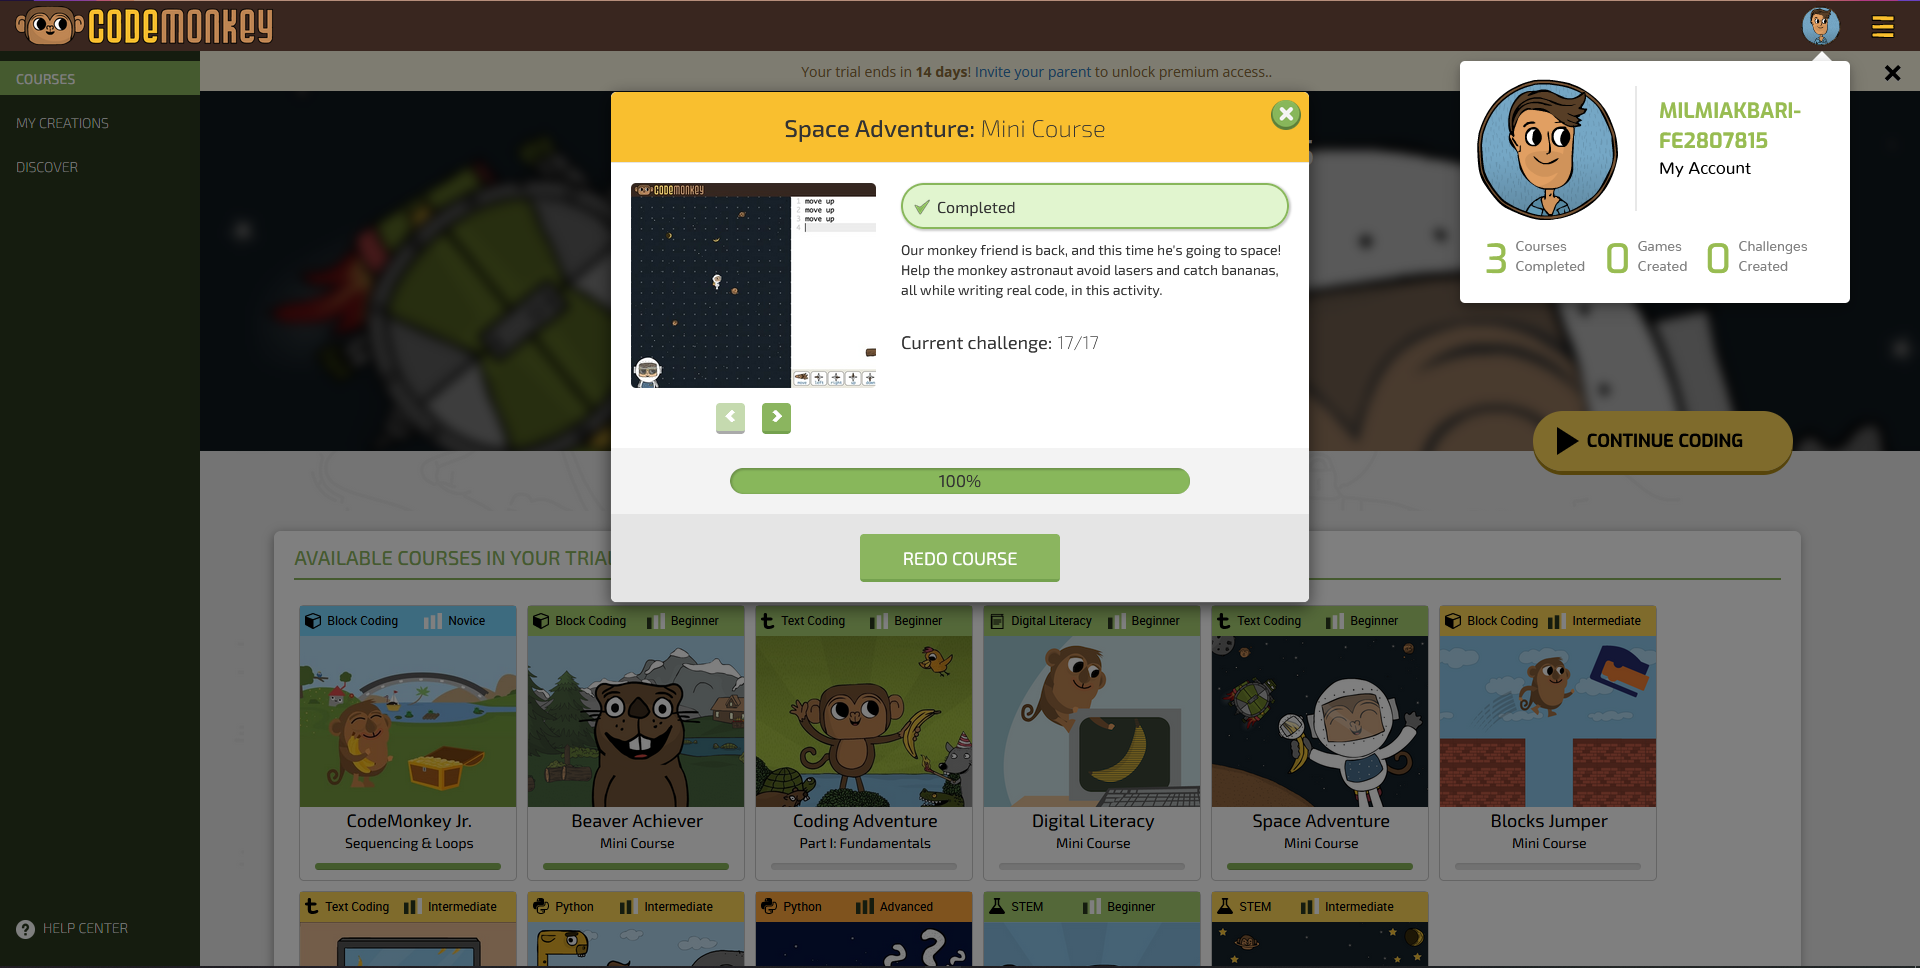 CODEMONKEY
COURSES
MY CREATIONS
DISCOVER
HELP CENTER
Your trial ends in 14 days! Invite your parent to unlock premium access..
MILMIAKBARI-
FE2807815
My Account
3 Courses Completed
0 Games Created
0 Challenges Created
Space Adventure: Mini Course
CODEMONKEY
1 move up
2 move up
3 move up
4
Completed
Our monkey friend is back, and this time he's going to space!
Help the monkey astronaut avoid lasers and catch bananas,
all while writing real code, in this activity.
Current challenge: 17/17
100%
REDO COURSE
CONTINUE CODING
AVAILABLE COURSES IN YOUR TRIA
Block Coding Novice
CodeMonkey Jr.
Sequencing & Loops
Block Coding Beginner
Beaver Achiever
Mini Course
Text Coding Beginner
Coding Adventure
Part I: Fundamentals
Digital Literacy Beginner
Digital Literacy
Mini Course
Text Coding Beginner
Space Adventure
Mini Course
Block Coding Intermediate
Blocks Jumper
Mini Course
Text Coding Intermediate
Python Intermediate
Python Advanced
STEM Beginner
STEM Intermediate